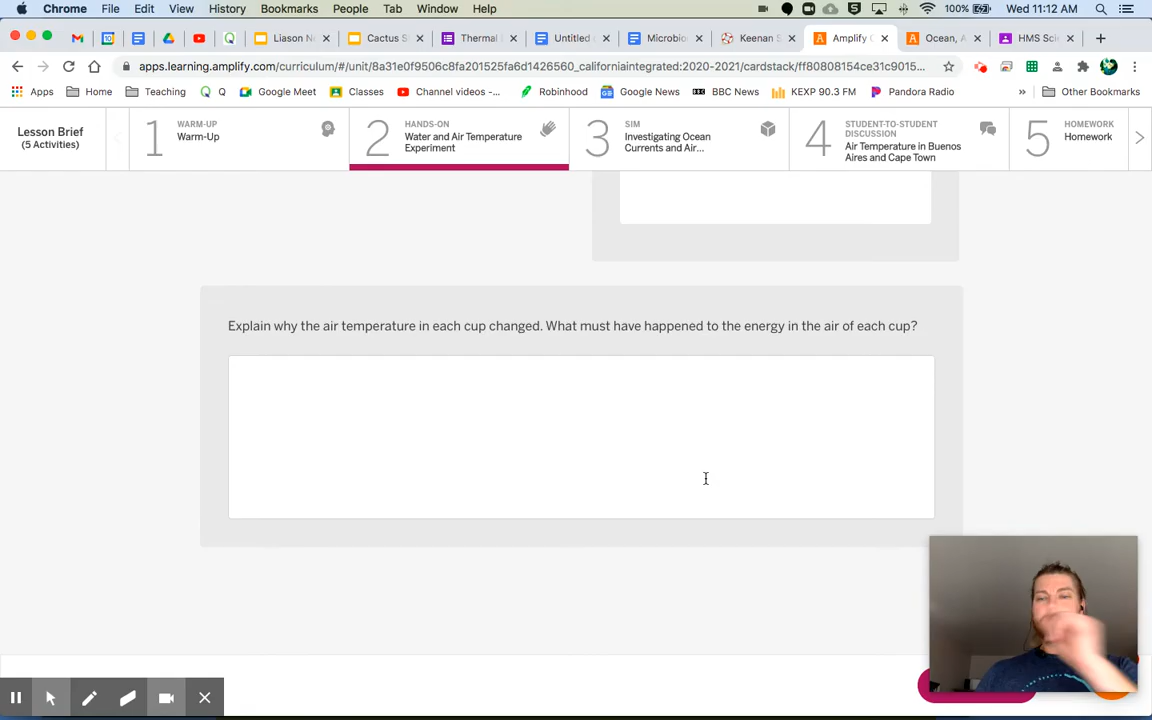 Chrome File Edit View History Bookmarks People Tab Window Help 100% Wed 11:12 AM
Liason N Cactus S Thermal Untitled Microbio Keenan S Amplify Ocean, A HMS Sci
apps.learning.amplify.com/curriculum/#/unit/8a31e0f9506c8fa201525fa6d1426560_californiaintegrated:2020-2021/cardstack/ff80808154ce31c9015...
Apps Home Teaching Q Google Meet Classes Channel videos -... Robinhood Google News BBC News KEXP 90.3 FM Pandora Radio » Other Bookmarks
Lesson Brief
(5 Activities)
1 WARM-UP
Warm-Up
2 HANDS-ON
Water and Air Temperature
Experiment
3 SIM
Investigating Ocean
Currents and Air...
4 STUDENT-TO-STUDENT
DISCUSSION
Air Temperature in Buenos
Aires and Cape Town
5 HOMEWORK
Homework
Explain why the air temperature in each cup changed. What must have happened to the energy in the air of each cup?